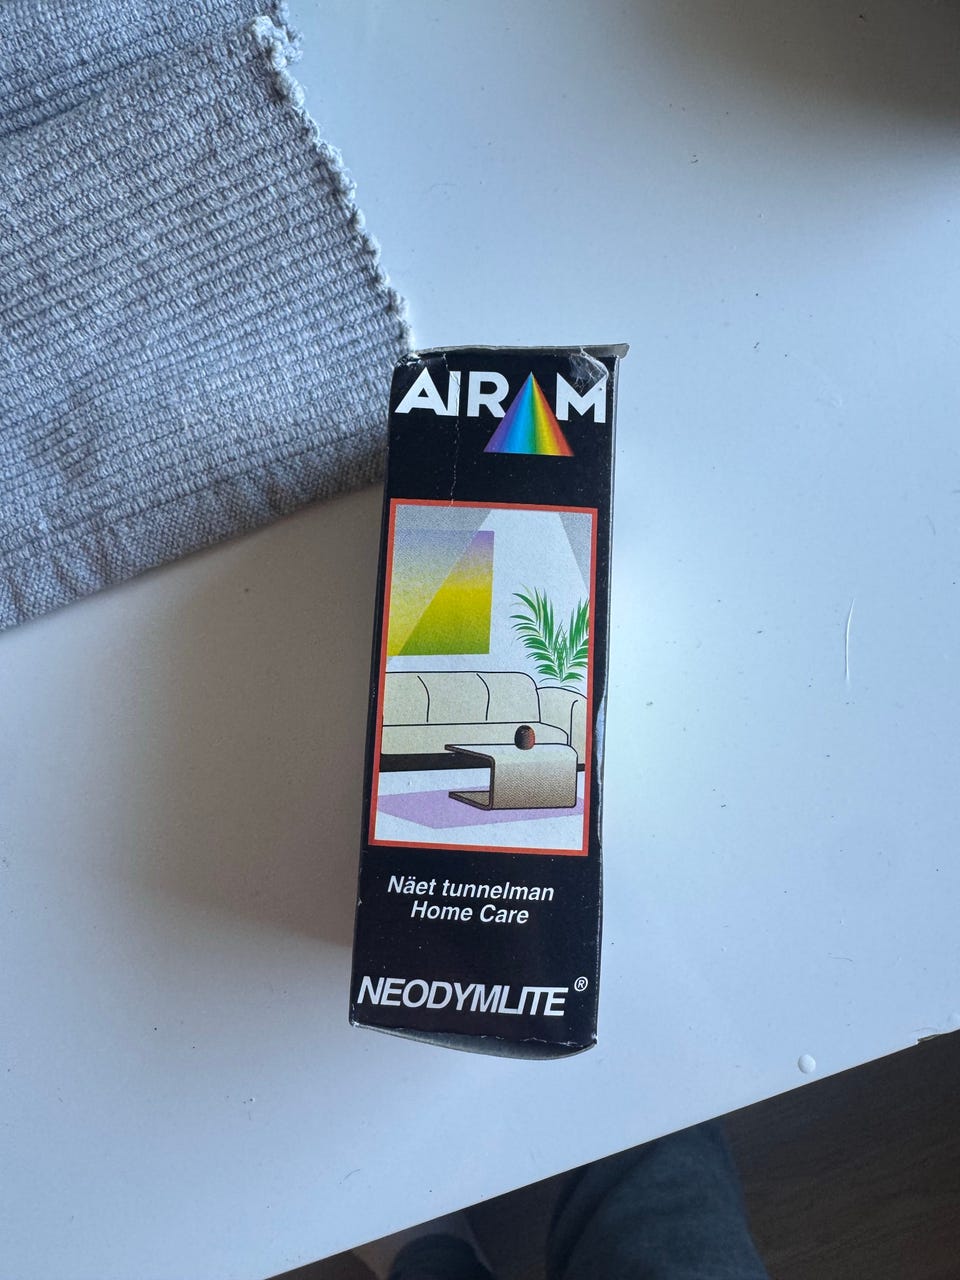 AIRAM
Näet tunnelman
Home Care
NEODYMLITE ®